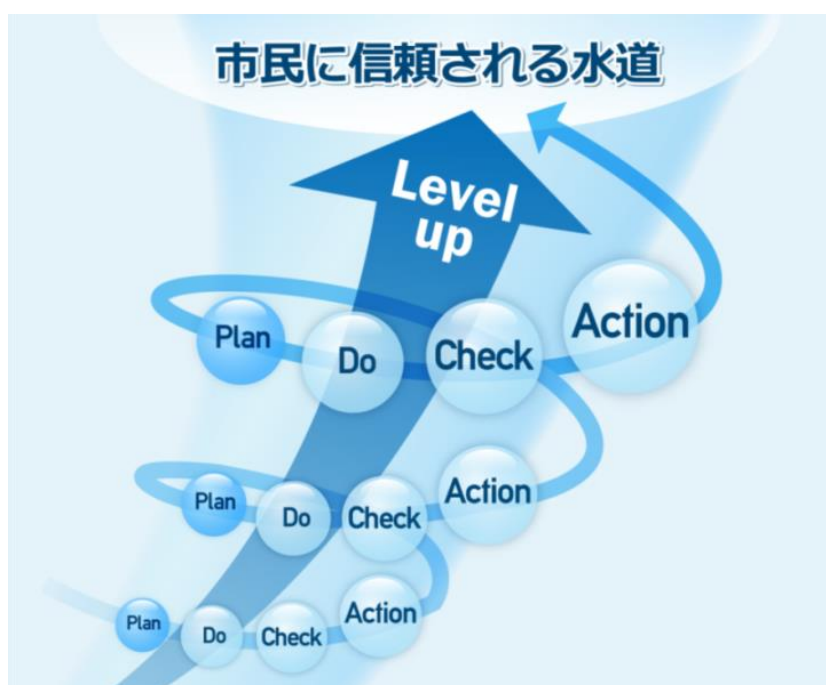 市民に信頼される水道
Level
up
Plan
Do
Check
Action
Plan
Do
Check
Action
Plan
Do
Check
Action